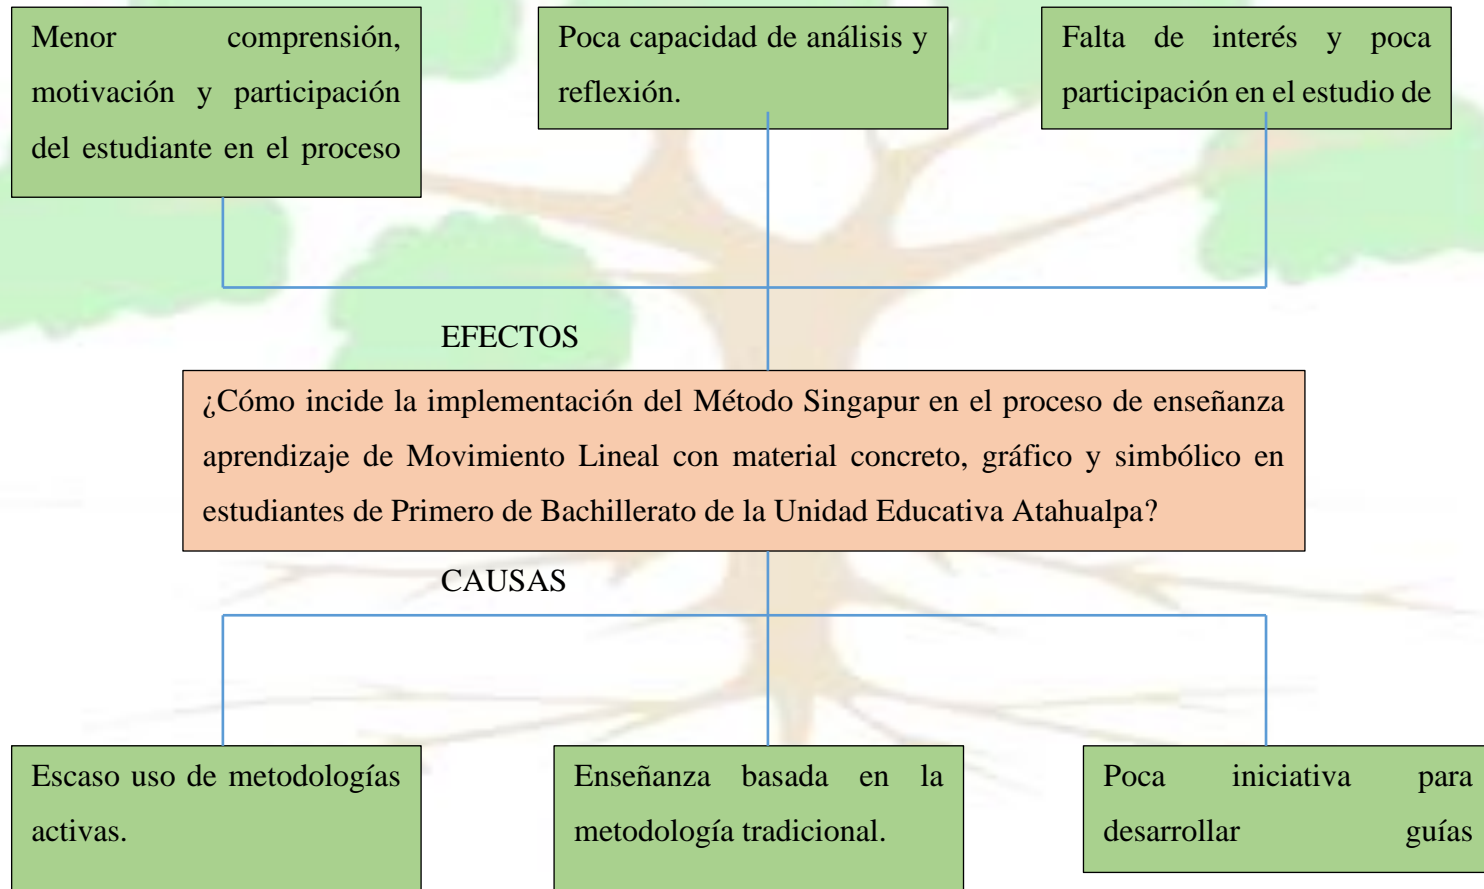 Menor comprensión,
motivación y participación
del estudiante en el proceso
Poca capacidad de análisis y
reflexión.
Falta de interés y poca
participación en el estudio de
EFECTOS
¿Cómo incide la implementación del Método Singapur en el proceso de enseñanza
aprendizaje de Movimiento Lineal con material concreto, gráfico y simbólico en
estudiantes de Primero de Bachillerato de la Unidad Educativa Atahualpa?
CAUSAS
Escaso uso de metodologías
activas.
Enseñanza basada en la
metodología tradicional.
Poca iniciativa para
desarrollar guías